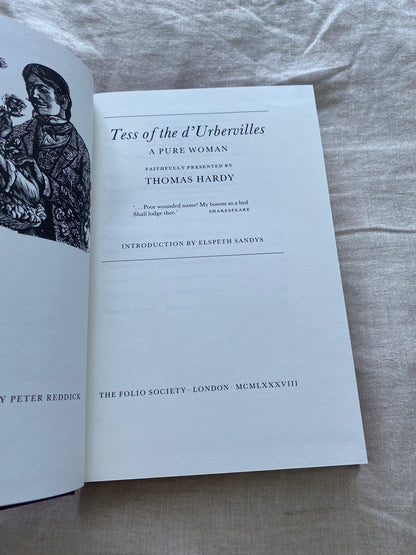 Tess of the d'Urbervilles
A PURE WOMAN
FAITHFULLY PRESENTED BY
THOMAS HARDY
“. . . Poor wounded name! My bosom as a bed
Shall lodge thee.” SHAKESPEARE
INTRODUCTION BY ELSPETH SANDYS
Y PETER REDDICK
THE FOLIO SOCIETY · LONDON · MCMLXXXVIII